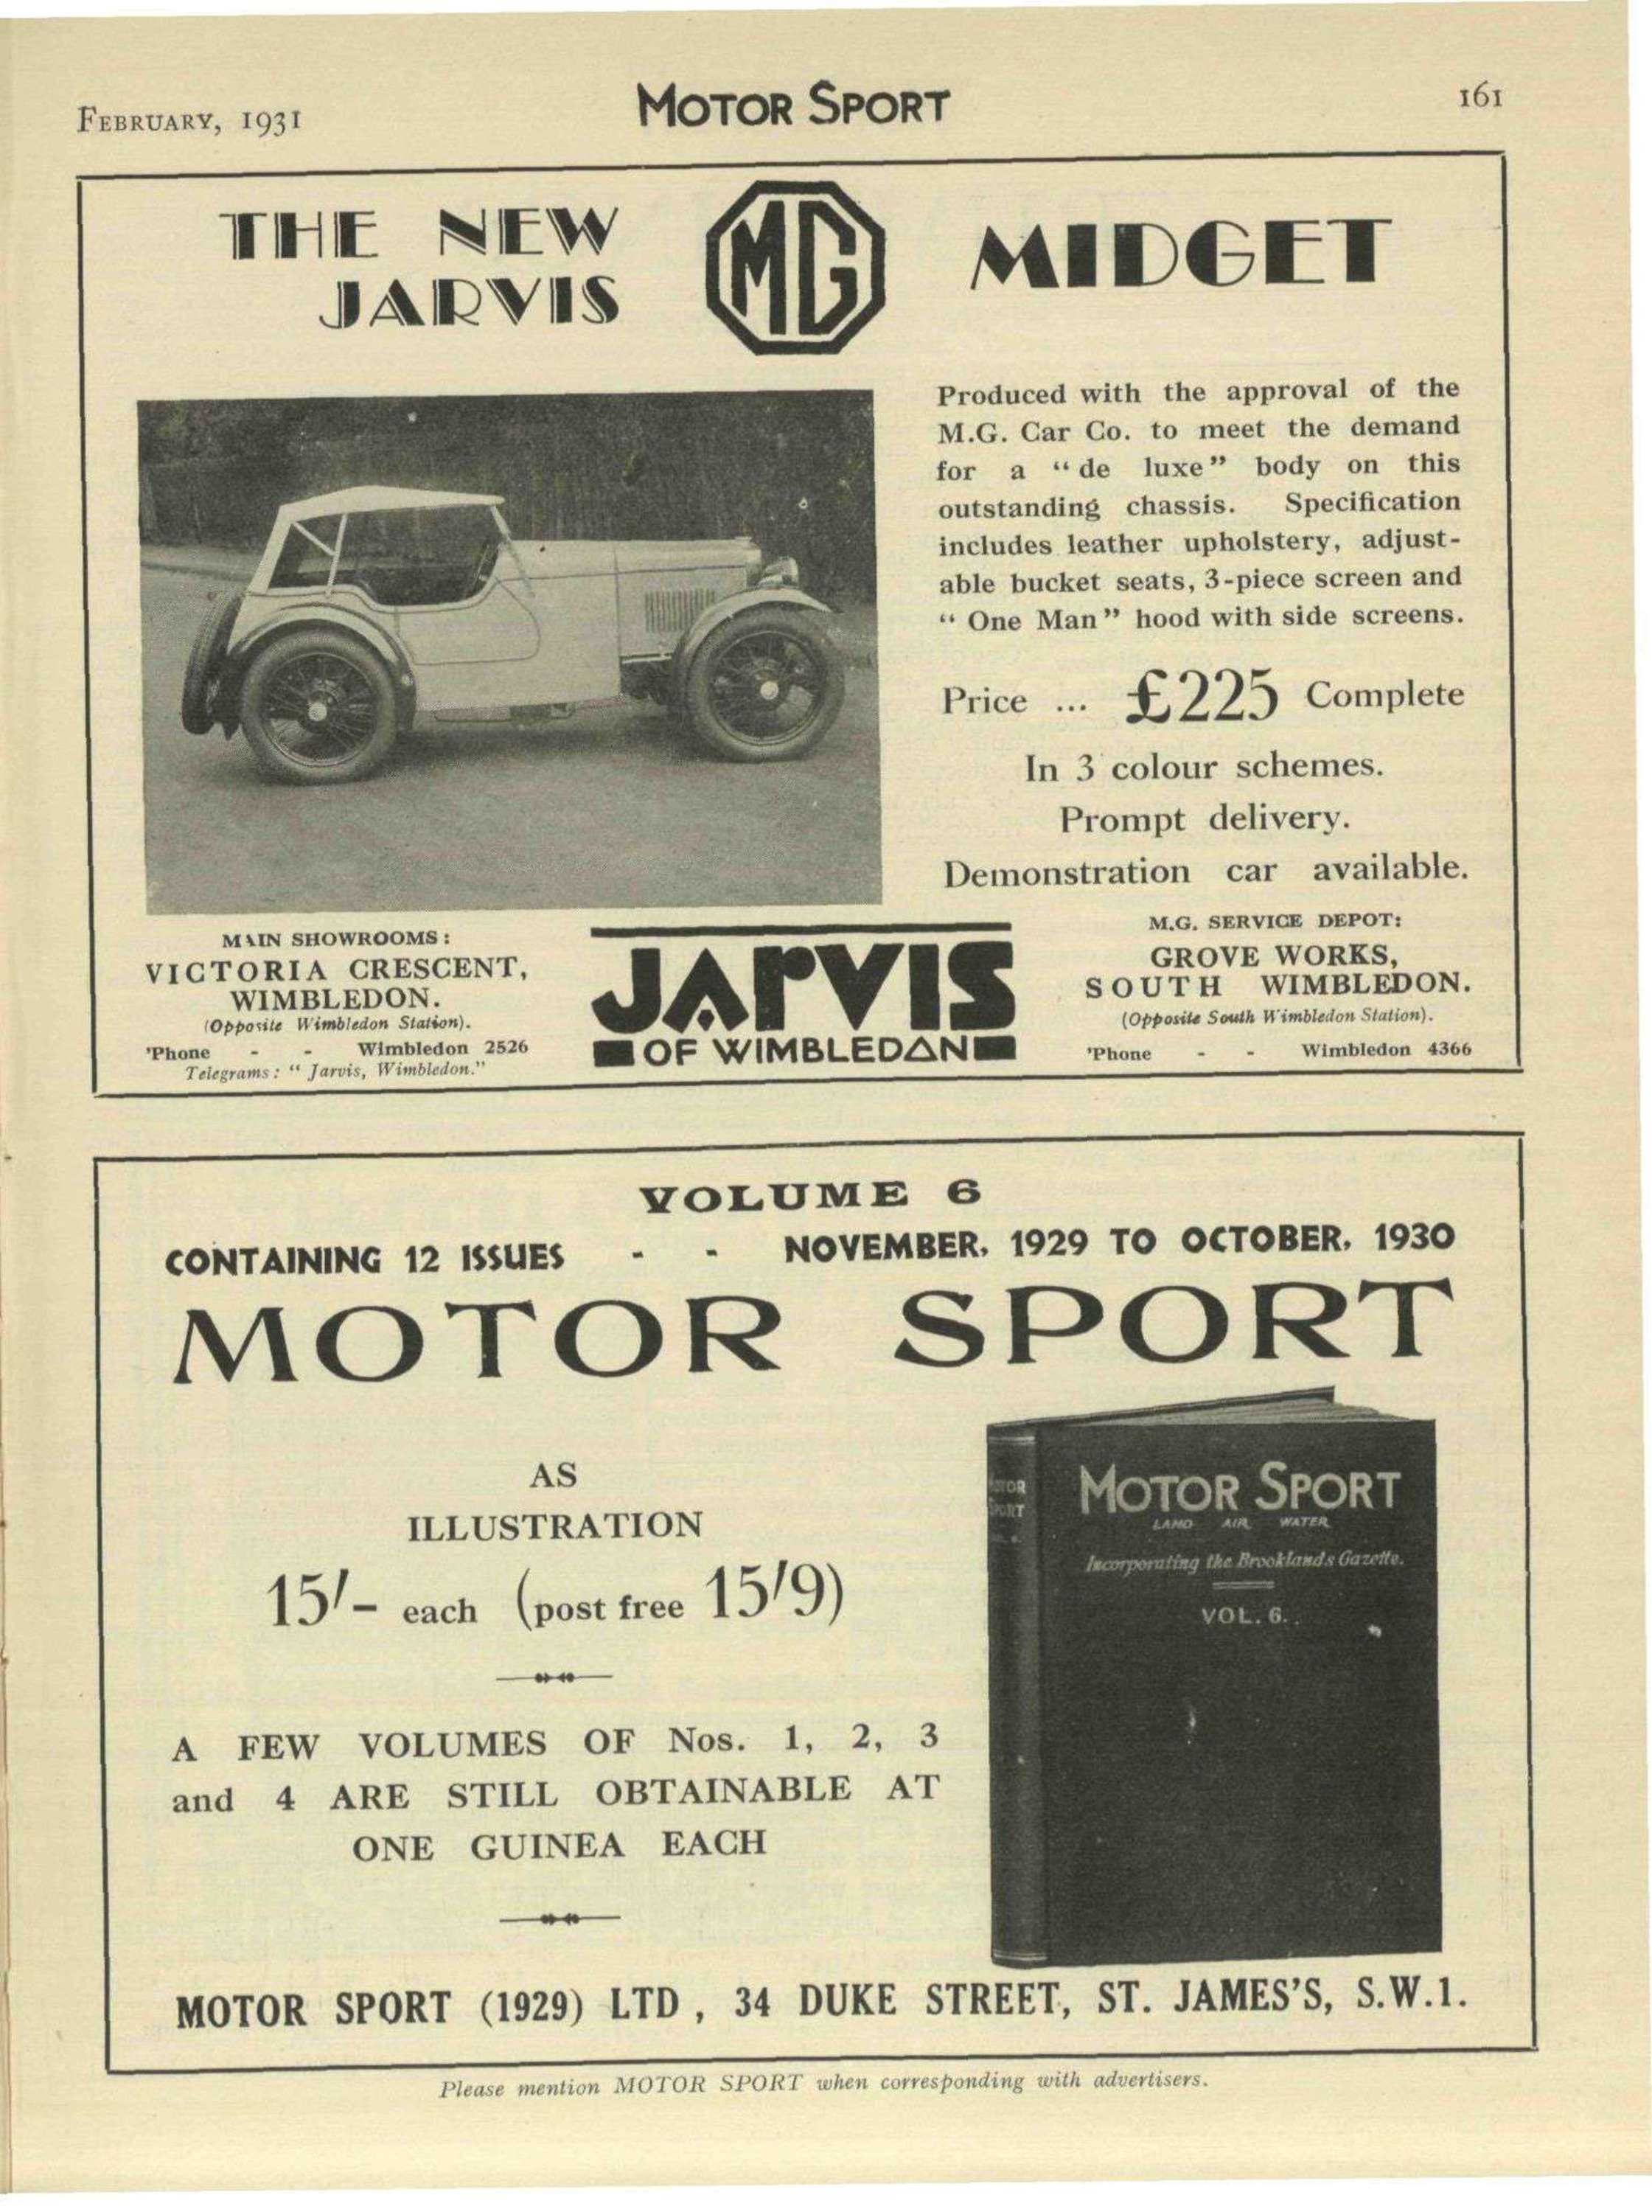 FEBRUARY, 1931
MOTOR SPORT
161
THE NEW
JARVIS
MG
MIDGET
Produced with the approval of the
M.G. Car Co. to meet the demand
for a “de luxe” body on this
outstanding chassis. Specification
includes leather upholstery, adjust-
able bucket seats, 3-piece screen and
“One Man” hood with side screens.
Price ... £225 Complete
In 3 colour schemes.
Prompt delivery.
Demonstration car available.
MAIN SHOWROOMS:
VICTORIA CRESCENT,
WIMBLEDON.
(Opposite Wimbledon Station).
'Phone - - Wimbledon 2526
Telegrams: “Jarvis, Wimbledon.”
JARVIS
OF WIMBLEDON
M.G. SERVICE DEPOT:
GROVE WORKS,
SOUTH WIMBLEDON.
(Opposite South Wimbledon Station).
'Phone - - Wimbledon 4366
VOLUME 6
CONTAINING 12 ISSUES - - NOVEMBER, 1929 TO OCTOBER, 1930
MOTOR SPORT
AS
ILLUSTRATION
15/- each (post free 15/9)
A FEW VOLUMES OF Nos. 1, 2, 3
and 4 ARE STILL OBTAINABLE AT
ONE GUINEA EACH
MOTOR SPORT
LAND AIR WATER
Incorporating the Brooklands Gazette.
VOL. 6.
MOTOR SPORT (1929) LTD, 34 DUKE STREET, ST. JAMES'S, S.W.1.
Please mention MOTOR SPORT when corresponding with advertisers.